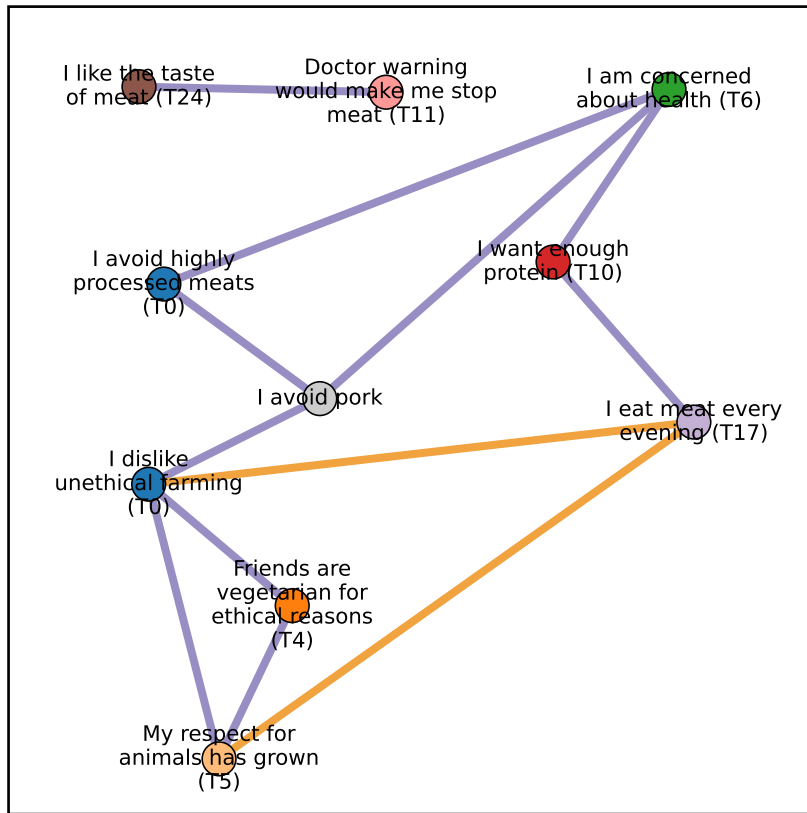 I like the taste
of meat (T24)
Doctor warning
would make me stop
meat (T11)
I am concerned
about health (T6)
I avoid highly
processed meats
(T0)
I want enough
protein (T10)
I avoid pork
I eat meat every
evening (T17)
I dislike
unethical farming
(T0)
Friends are
vegetarian for
ethical reasons
(T4)
My respect for
animals has grown
(T5)